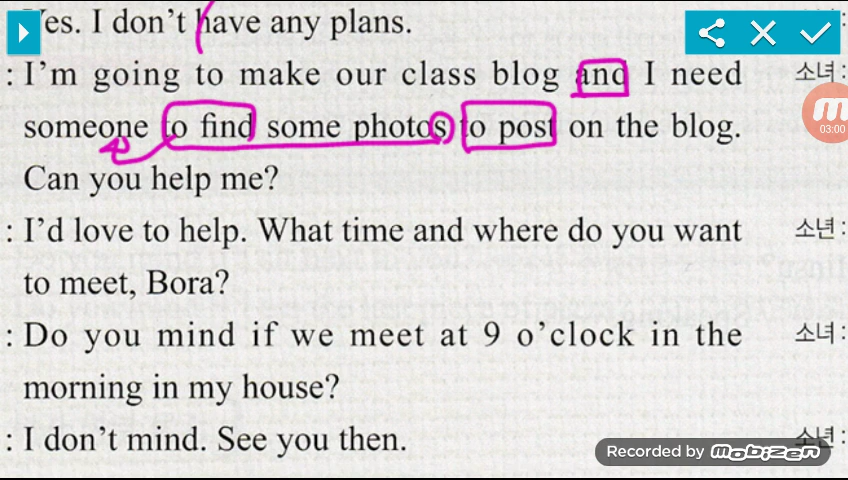 Yes. I don't have any plans.
: I'm going to make our class blog and I need 소녀 :
someone to find some photos to post on the blog.
03:00
Can you help me?
: I'd love to help. What time and where do you want 소년 :
to meet, Bora?
: Do you mind if we meet at 9 o'clock in the 소녀 :
morning in my house?
: I don't mind. See you then. 소년 :
Recorded by mobizen